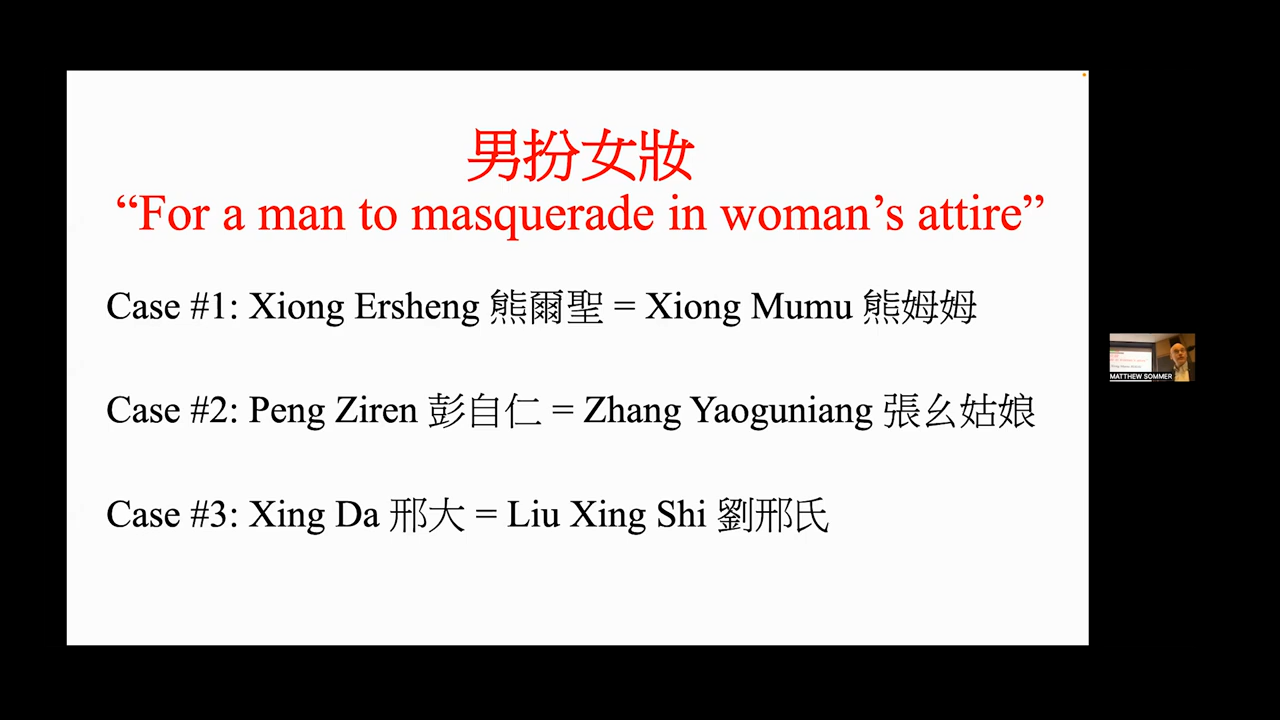 男扮女妝
“For a man to masquerade in woman’s attire”
Case #1: Xiong Ersheng 熊爾聖 = Xiong Mumu 熊姆姆
Case #2: Peng Ziren 彭自仁 = Zhang Yaoguniang 張幺姑娘
Case #3: Xing Da 邢大 = Liu Xing Shi 劉邢氏
MATTHEW SOMMER